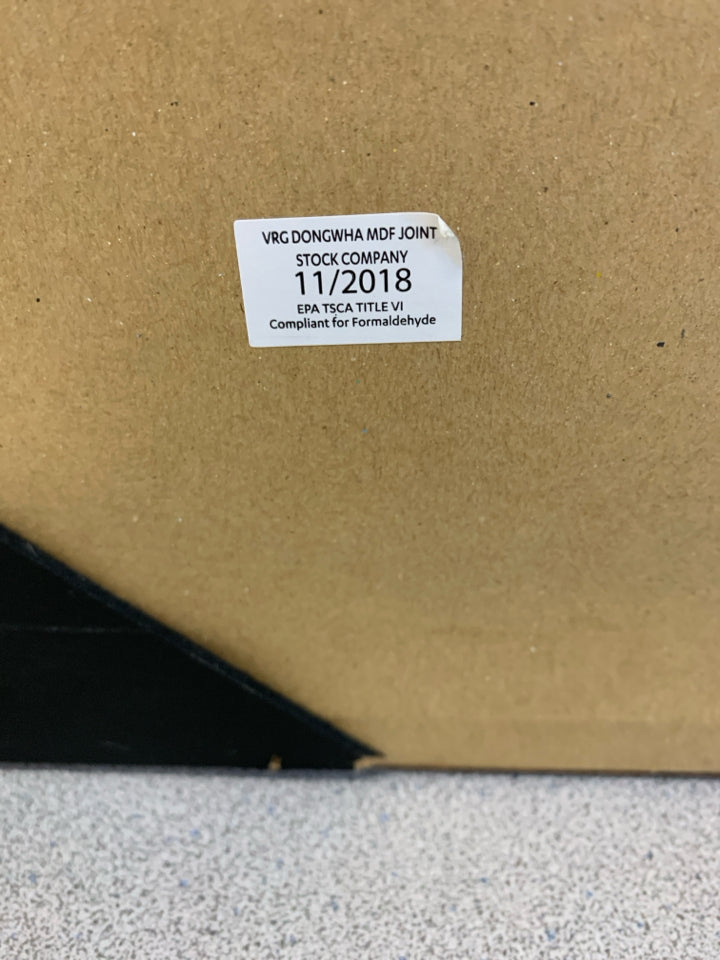 VRG DONGWHA MDF JOINT
STOCK COMPANY
11/2018
EPA TSCA TITLE VI
Compliant for Formaldehyde